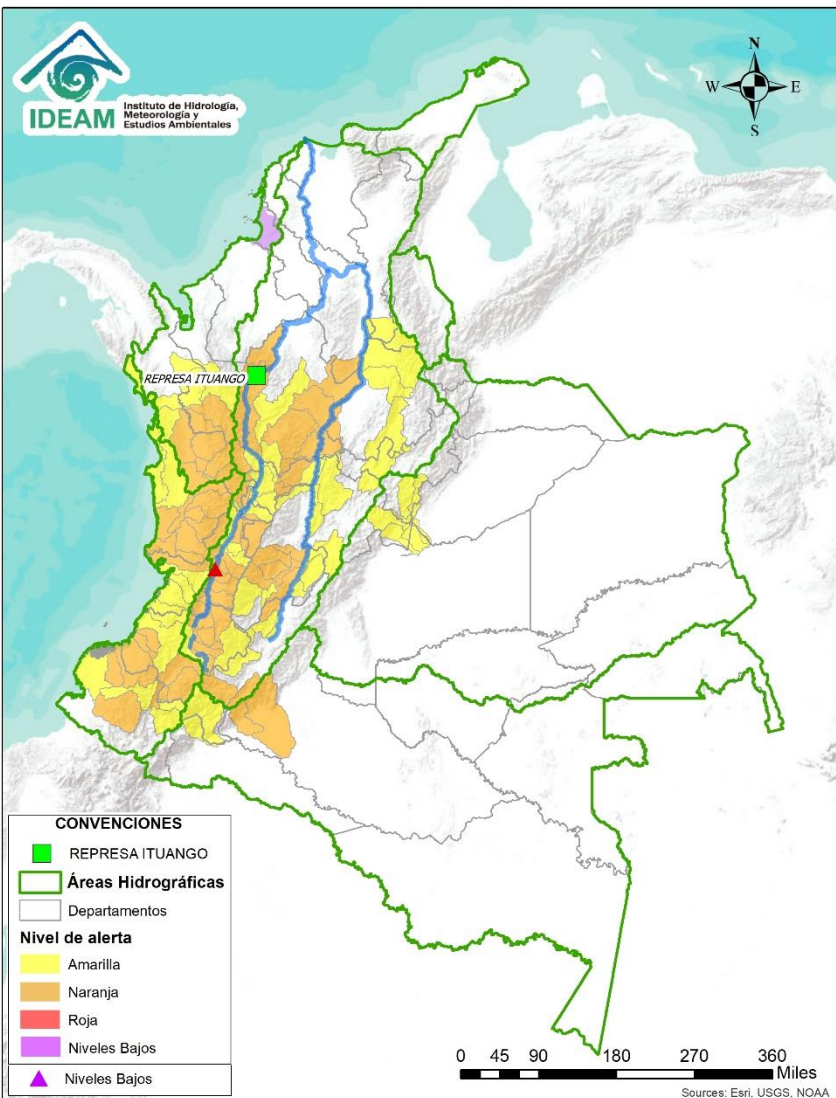 IDEAM
Instituto de Hidrología,
Meteorología y
Estudios Ambientales
N
W
E
S
REPRESA ITUANGO
CONVENCIONES
REPRESA ITUANGO
Áreas Hidrográficas
Departamentos
Nivel de alerta
Amarilla
Naranja
Roja
Niveles Bajos
Niveles Bajos
0 45 90 180 270 360
Miles
Sources: Esri, USGS, NOAA